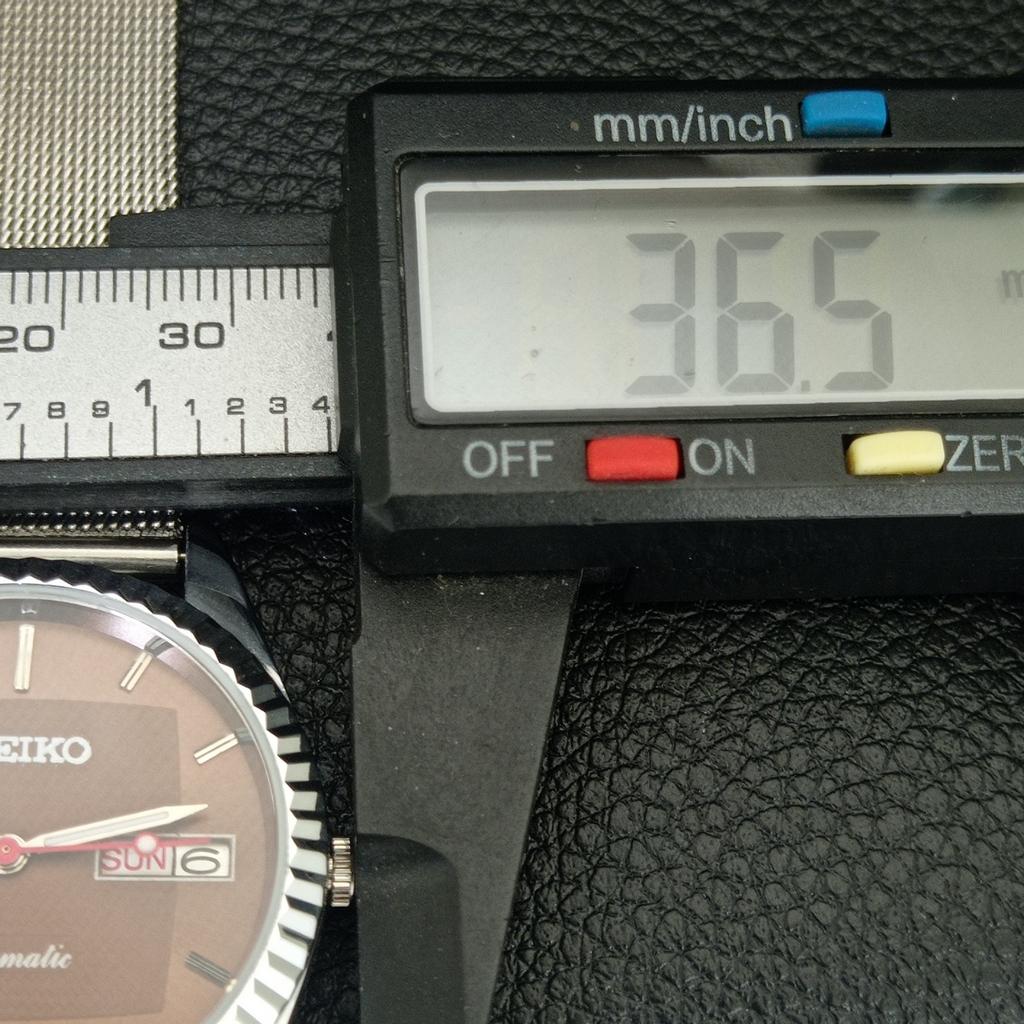 mm/inch
36.5 m
20 30
7 8 9 1 1 2 3 4
OFF ON ZER
EIKO
SUN 6
matic